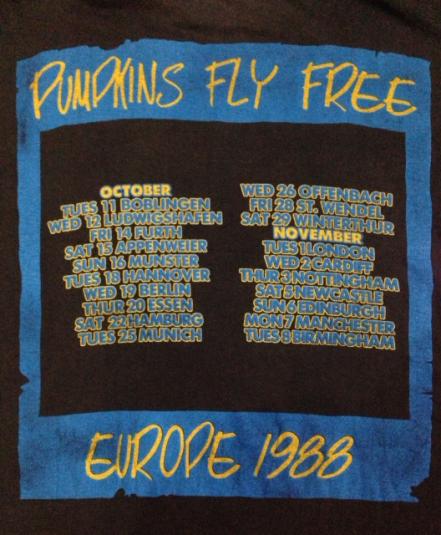 PUMPKINS FLY FREE
OCTOBER
TUES 11 BOBLINGEN
WED 12 LUDWIGSHAFEN
FRI 14 FURTH
SAT 15 APPENWEIER
SUN 16 MUNSTER
TUES 18 HANNOVER
WED 19 BERLIN
THUR 20 ESSEN
SAT 22 HAMBURG
TUES 25 MUNICH
WED 26 OFFENBACH
FRI 28 ST. WENDEL
SAT 29 WINTERTHUR
NOVEMBER
TUES 1 LONDON
WED 2 CARDIFF
THUR 3 NOTTINGHAM
SAT 5 NEWCASTLE
SUN 6 EDINBURGH
MON 7 MANCHESTER
TUES 8 BIRMINGHAM
EUROPE 1988